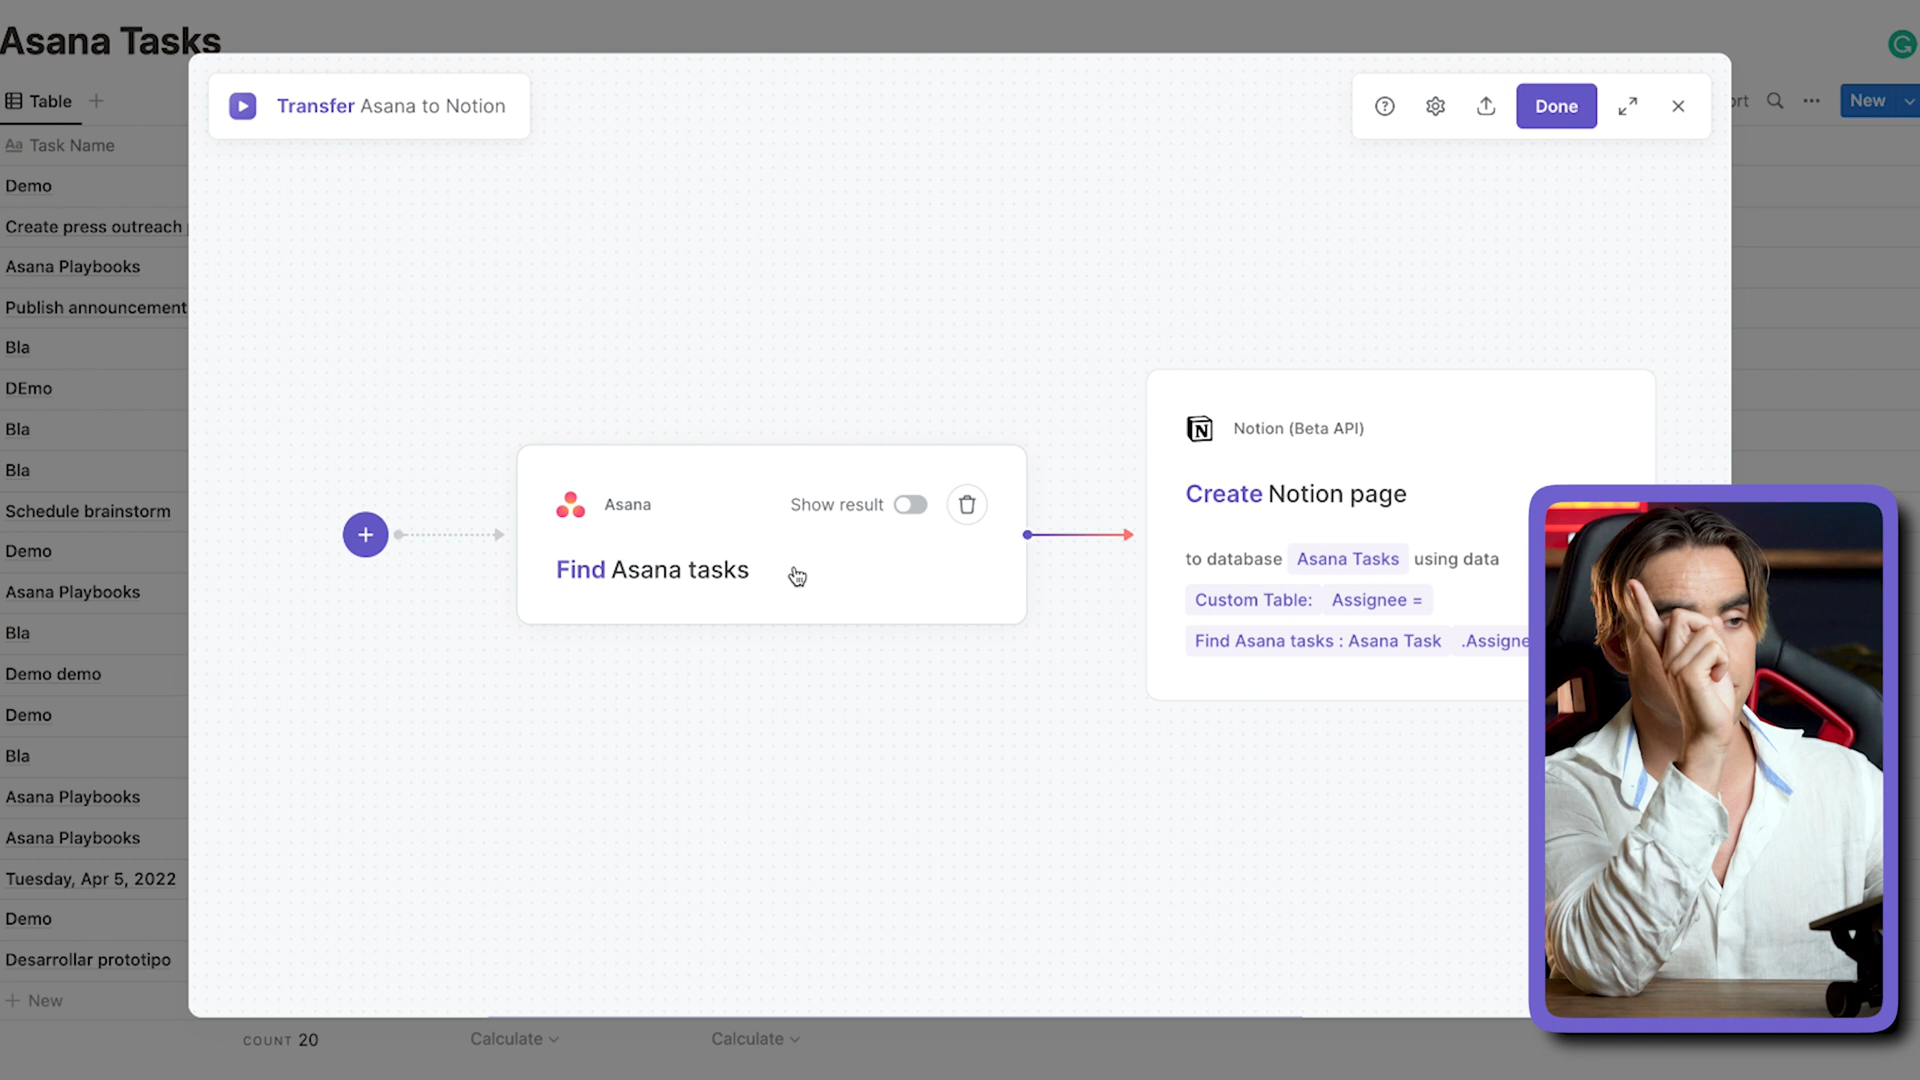 Asana Tasks
Table
New
Aa Task Name
Demo
Create press outreach
Asana Playbooks
Publish announcement
Bla
DEmo
Bla
Bla
Schedule brainstorm
Demo
Asana Playbooks
Bla
Demo demo
Demo
Bla
Asana Playbooks
Asana Playbooks
Tuesday, Apr 5, 2022
Demo
Desarrollar prototipo
New
COUNT 20
Calculate
Calculate
Transfer Asana to Notion
Done
Asana
Show result
Find Asana tasks
Notion (Beta API)
Create Notion page
to database Asana Tasks using data
Custom Table: Assignee =
Find Asana tasks : Asana Task .Assigne